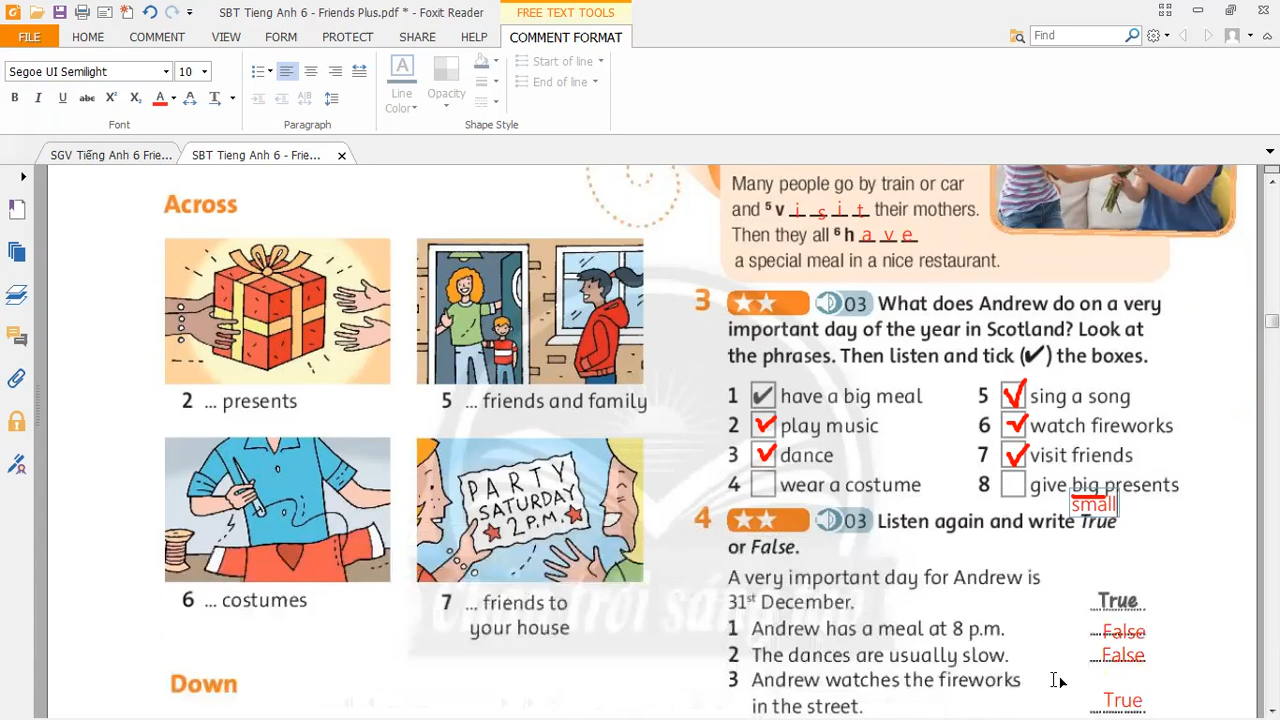 SBT Tieng Anh 6 - Friends Plus.pdf * - Foxit Reader
FREE TEXT TOOLS
FILE HOME COMMENT VIEW FORM PROTECT SHARE HELP COMMENT FORMAT
Find
Segoe UI Semilight 10
Start of line
End of line
Line Color
Opacity
Font Paragraph Shape Style
SGV Tiếng Anh 6 Frie...
SBT Tieng Anh 6 - Frie...
Across
2 ... presents
5 ... friends and family
PARTY
SATURDAY
2 P.M.
6 ... costumes
7 ... friends to
your house
Down
Many people go by train or car
and 5 v i s i t their mothers.
Then they all 6 h a v e
a special meal in a nice restaurant.
3 03 What does Andrew do on a very
important day of the year in Scotland? Look at
the phrases. Then listen and tick (✔) the boxes.
1 ✔ have a big meal
2 ✓ play music
3 ✓ dance
4 wear a costume
5 ✓ sing a song
6 ✓ watch fireworks
7 ✓ visit friends
8 give big presents
small
4 03 Listen again and write True
or False.
A very important day for Andrew is
31st December. True
1 Andrew has a meal at 8 p.m. False
2 The dances are usually slow. False
3 Andrew watches the fireworks
in the street. True